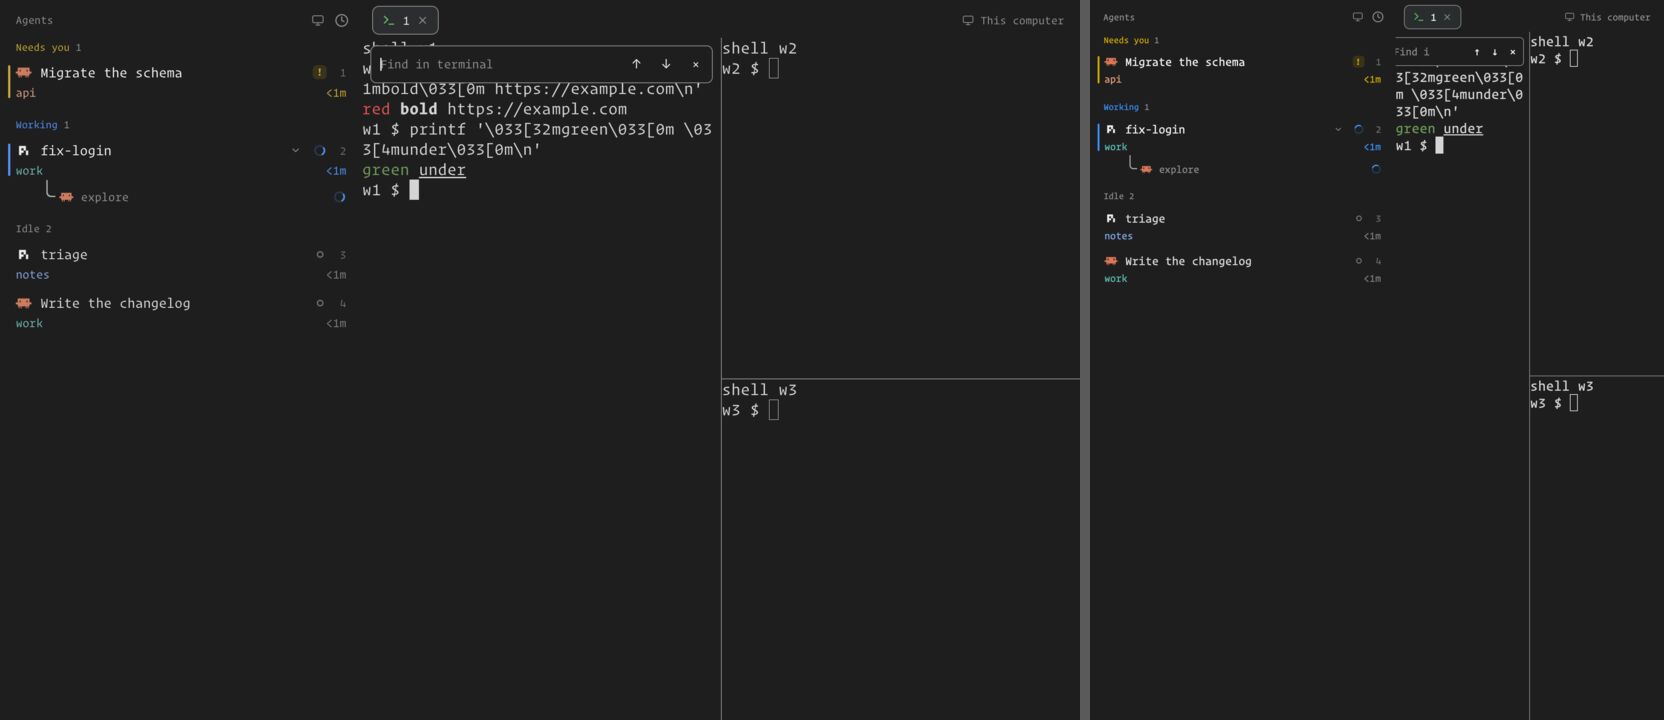 Agents
Needs you 1
Migrate the schema ! 1
api <1m
Working 1
fix-login 2
work <1m
explore
Idle 2
triage 3
notes <1m
Write the changelog 4
work <1m
>_ 1 ×
This computer
Find in terminal ↑ ↓ ×
1mbold\033[0m https://example.com\n'
red bold https://example.com
w1 $ printf '\033[32mgreen\033[0m \03
3[4munder\033[0m\n'
green under
w1 $
shell w2
w2 $
shell w3
w3 $
Agents
Needs you 1
Migrate the schema ! 1
api <1m
Working 1
fix-login 2
work <1m
explore
Idle 2
triage 3
notes <1m
Write the changelog 4
work <1m
>_ 1 ×
This computer
Find i ↑ ↓ ×
3[32mgreen\033[0
m \033[4munder\0
33[0m\n'
green under
w1 $
shell w2
w2 $
shell w3
w3 $